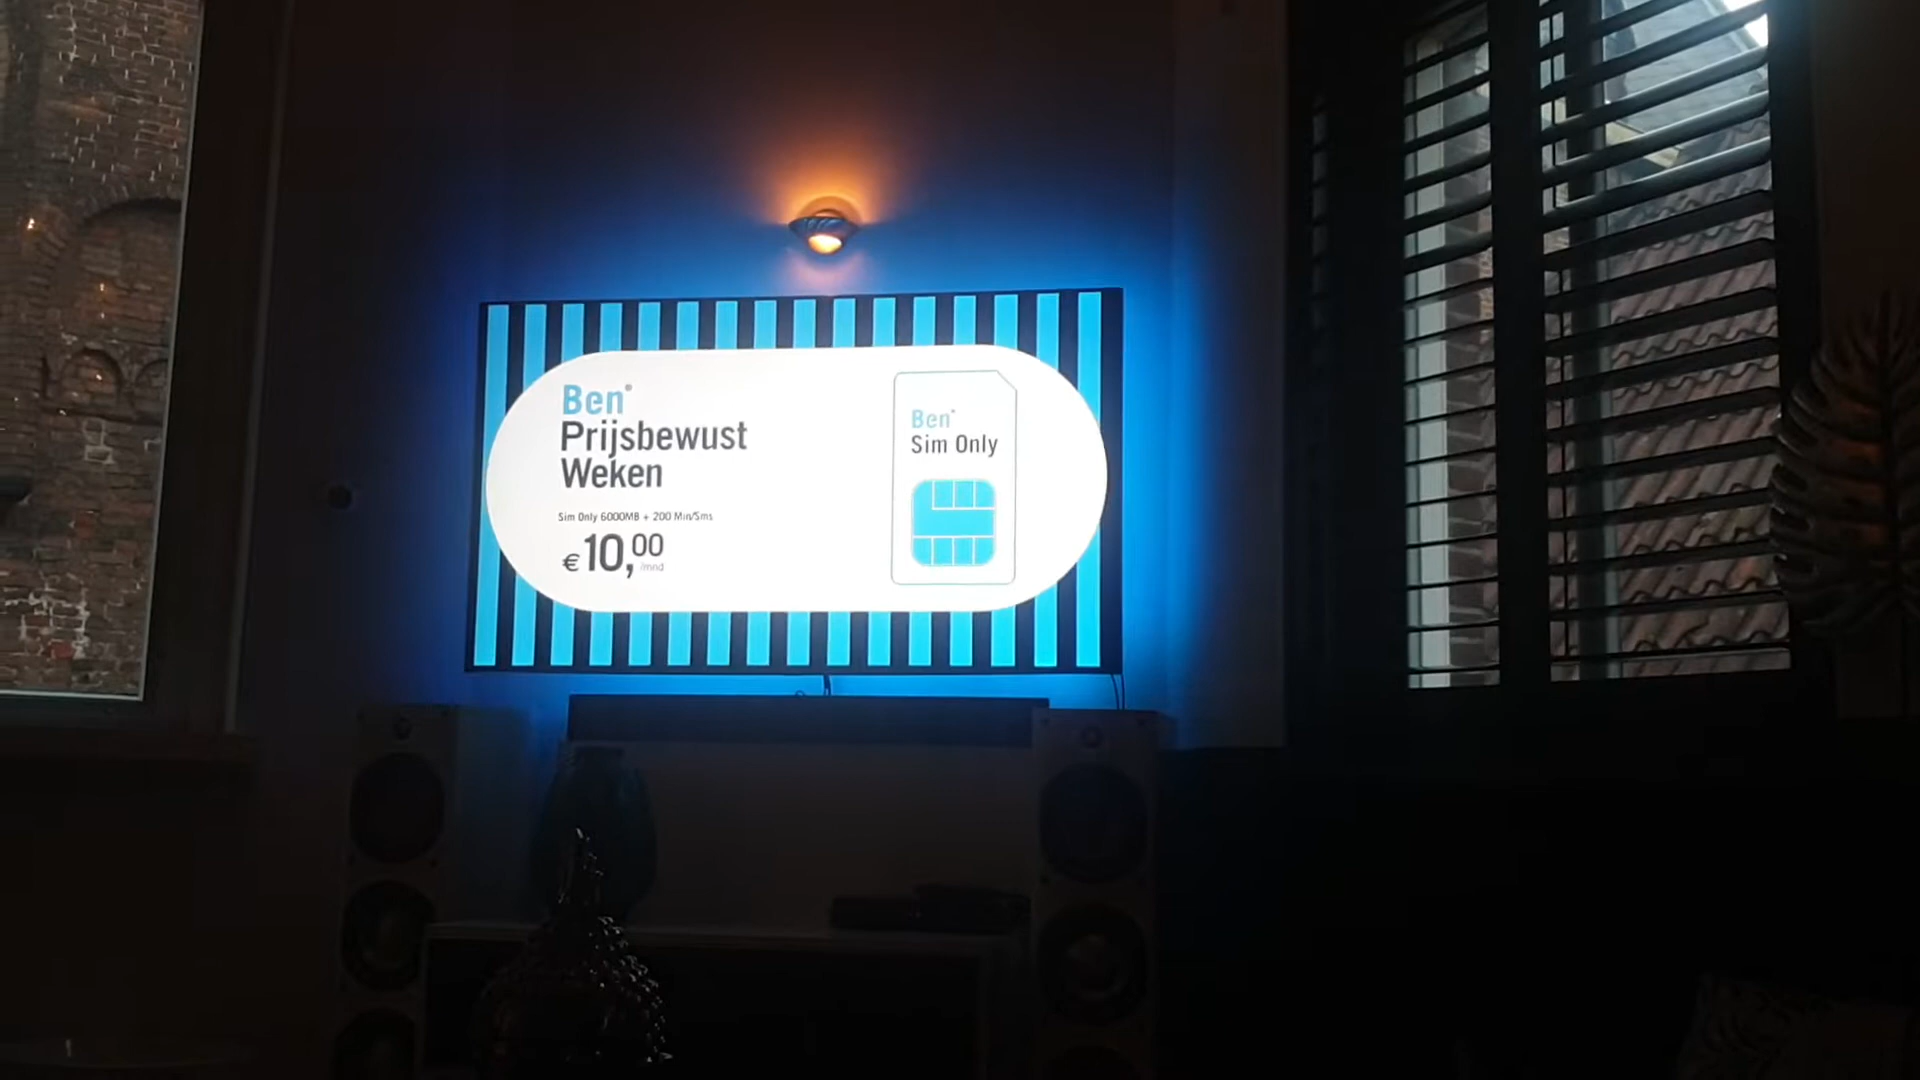 Ben
Prijsbewust
Weken
Sim Only 6000MB + 200 Min/Sms
€10,00
/mnd
Ben
Sim Only